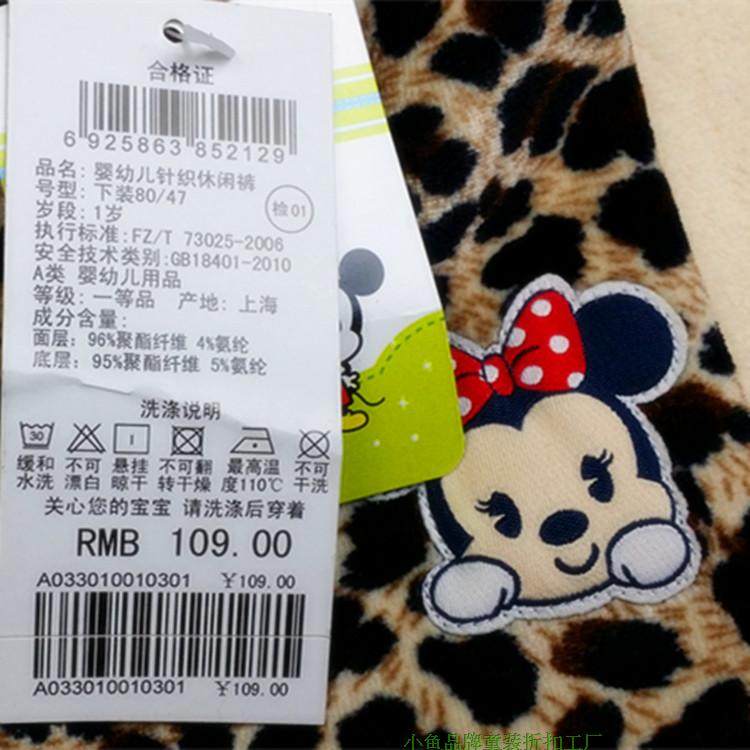 合格证
6 925863 852129
品名: 婴幼儿针织休闲裤
号型: 下装80/47
岁段: 1岁
检01
执行标准:FZ/T 73025-2006
安全技术类别:GB18401-2010
A类 婴幼儿用品
等级: 一等品 产地: 上海
成分含量:
面层: 96%聚酯纤维 4%氨纶
底层: 95%聚酯纤维 5%氨纶
洗涤说明
30
缓和水洗 不可漂白 悬挂晾干 不可翻转干燥 最高温度110℃ 不可干洗
关心您的宝宝 请洗涤后穿着
RMB 109.00
A033010010301 ¥109.00
A033010010301 ¥109.00
小鱼品牌童装折扣工厂